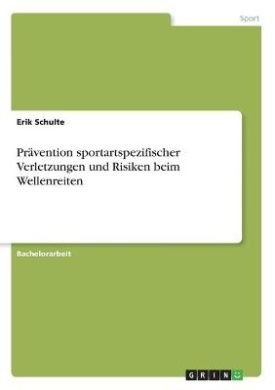 Sport
Erik Schulte
Prävention sportartspezifischer
Verletzungen und Risiken beim
Wellenreiten
Bachelorarbeit
GRIN